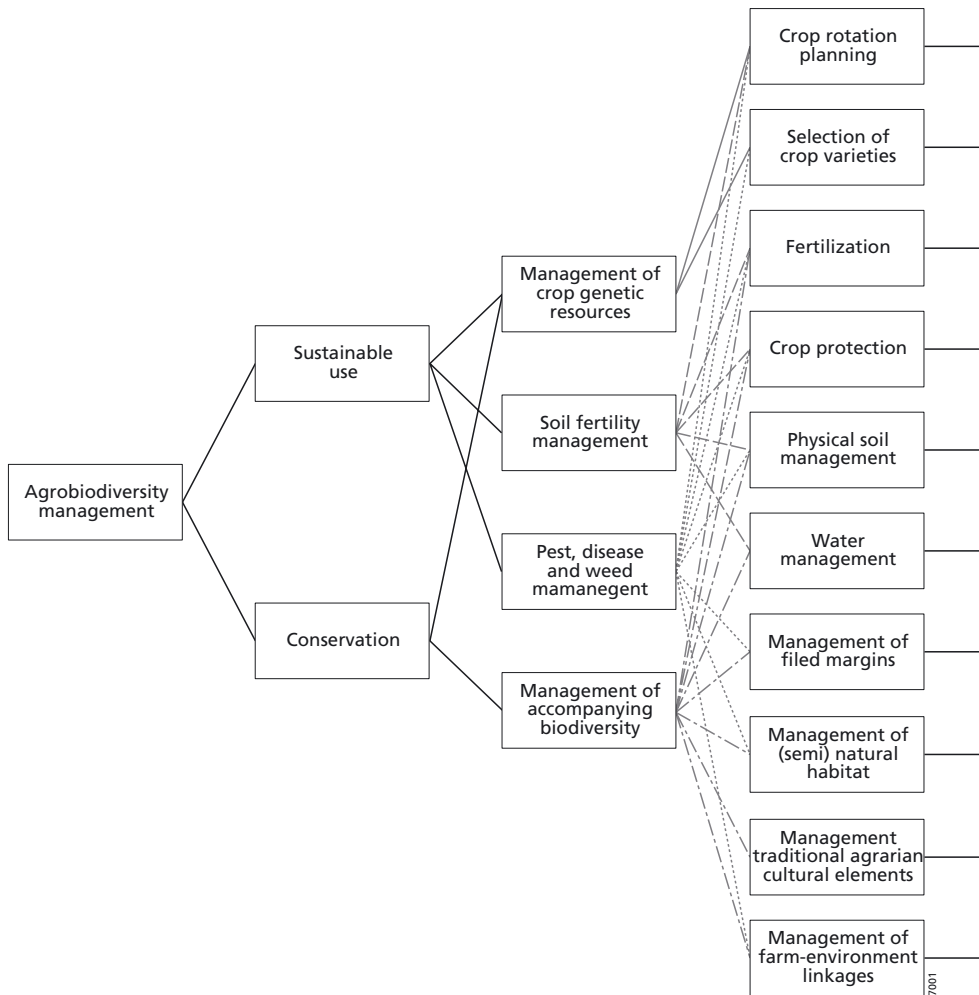 Agrobiodiversity
management
Sustainable
use
Conservation
Management of
crop genetic
resources
Soil fertility
management
Pest, disease
and weed
mamanegent
Management of
accompanying
biodiversity
Crop rotation
planning
Selection of
crop varieties
Fertilization
Crop protection
Physical soil
management
Water
management
Management of
filed margins
Management of
(semi) natural
habitat
Management
traditional agrarian
cultural elements
Management of
farm-environment
linkages
7001